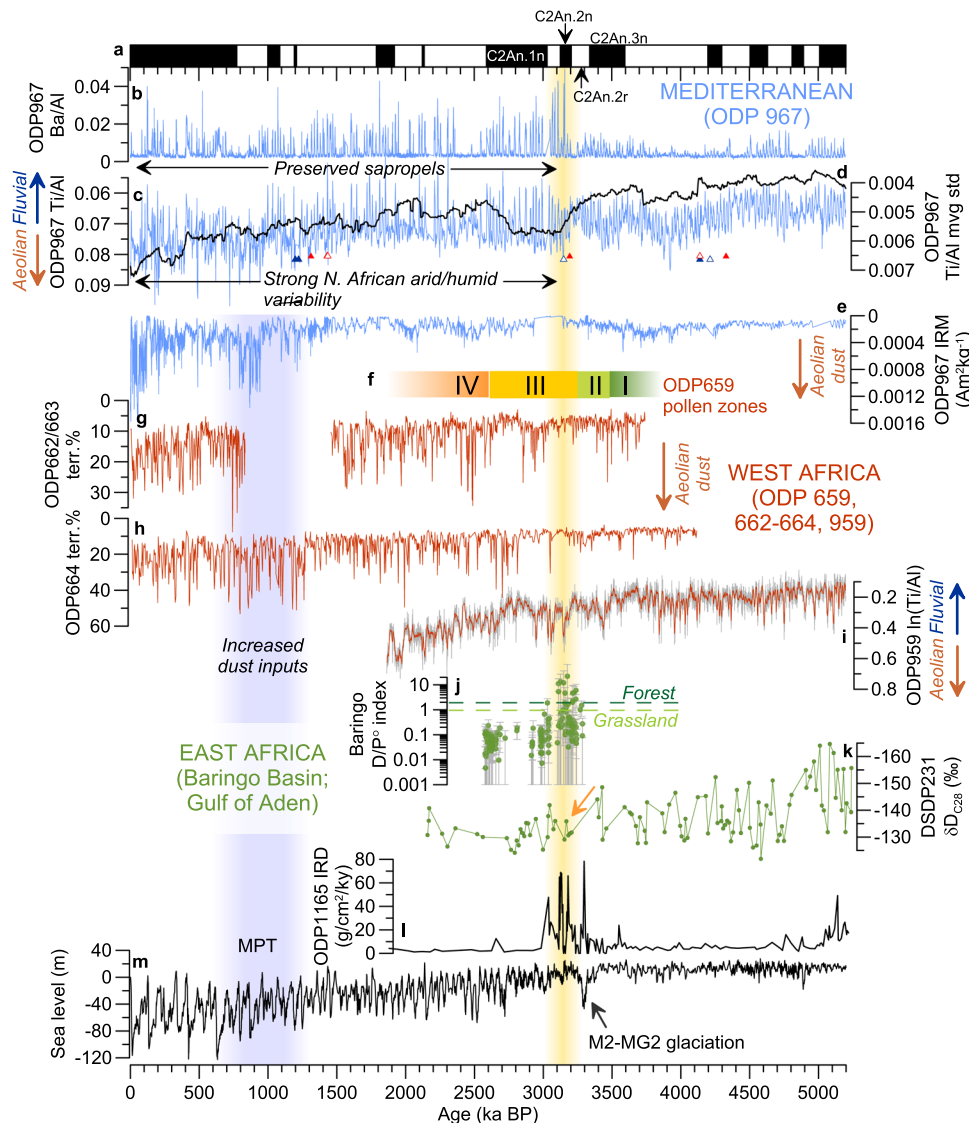 C2An.2n
C2An.3n
a
C2An.1n
C2An.2r
b
0.04
0.02
0
ODP967
Ba/Al
MEDITERRANEAN
(ODP 967)
Preserved sapropels
Aeolian Fluvial
ODP967 Ti/Al
0.06
0.07
0.08
0.09
c
d
0.004
0.005
0.006
0.007
ODP967
Ti/Al mvg std
Strong N. African arid/humid
variability
e
0
0.0004
0.0008
0.0012
0.0016
ODP967 IRM
(Am²kg⁻¹)
Aeolian
dust
f
IV
III
II
I
ODP659
pollen zones
g
0
10
20
30
ODP662/663
terr.%
Aeolian
dust
WEST AFRICA
(ODP 659,
662-664, 959)
h
0
20
40
60
ODP664 terr.%
0.2
0.4
0.6
0.8
i
ODP959 ln(Ti/Al)
Aeolian Fluvial
Increased
dust inputs
j
10
1
0.1
0.01
0.001
Baringo
D/P° index
Forest
Grassland
EAST AFRICA
(Baringo Basin;
Gulf of Aden)
k
-160
-150
-140
-130
DSDP231
δD_C28 (‰)
80
60
40
20
0
ODP1165 IRD
(g/cm²/ky)
l
MPT
40
0
-40
-80
-120
m
Sea level (m)
M2-MG2 glaciation
0 500 1000 1500 2000 2500 3000 3500 4000 4500 5000
Age (ka BP)